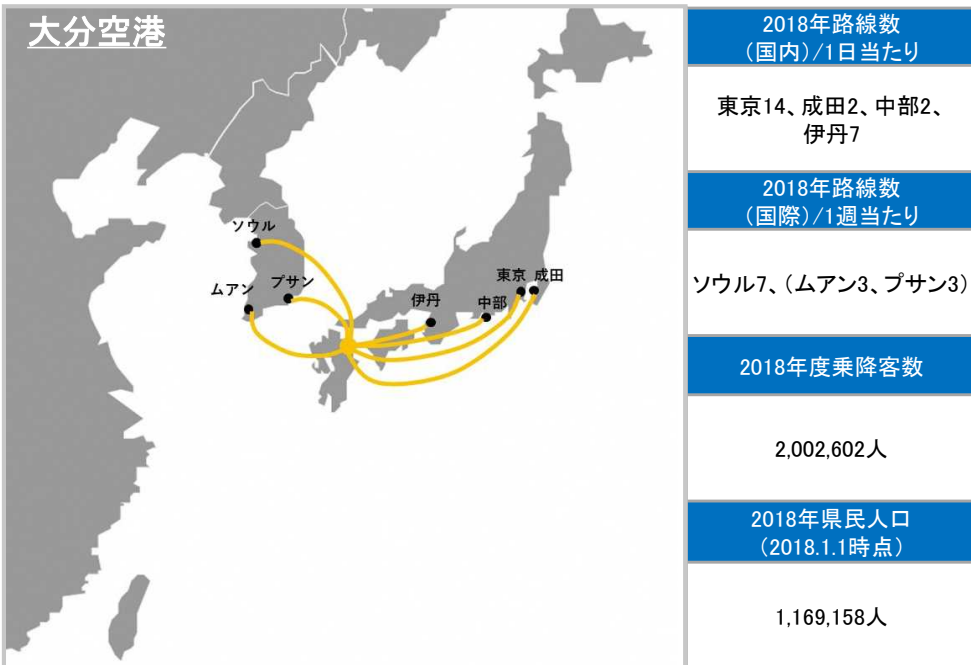 大分空港
ソウル
ムアン
プサン
伊丹
中部
東京
成田
2018年路線数
（国内）/1日当たり
東京14、成田2、中部2、
伊丹7
2018年路線数
（国際）/1週当たり
ソウル7、（ムアン3、プサン3）
2018年度乗降客数
2,002,602人
2018年県民人口
（2018.1.1時点）
1,169,158人